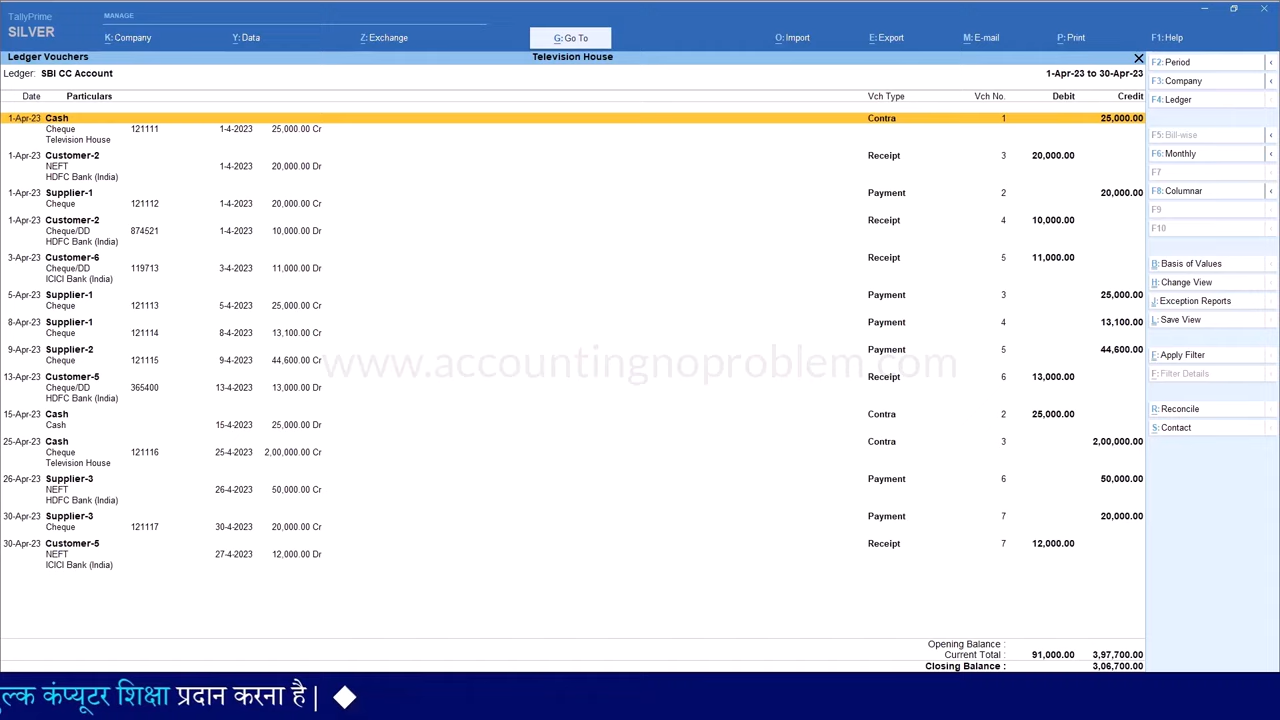 TallyPrime
MANAGE
SILVER
K: Company
Y: Data
Z: Exchange
G: Go To
O: Import
E: Export
M: E-mail
P: Print
F1: Help
Ledger Vouchers
Television House
Ledger: SBI CC Account
1-Apr-23 to 30-Apr-23
Date Particulars Vch Type Vch No. Debit Credit
1-Apr-23 Cash Contra 1 25,000.00
Cheque 121111 1-4-2023 25,000.00 Cr
Television House
1-Apr-23 Customer-2 Receipt 3 20,000.00
NEFT 1-4-2023 20,000.00 Dr
HDFC Bank (India)
1-Apr-23 Supplier-1 Payment 2 20,000.00
Cheque 121112 1-4-2023 20,000.00 Cr
1-Apr-23 Customer-2 Receipt 4 10,000.00
Cheque/DD 874521 1-4-2023 10,000.00 Dr
HDFC Bank (India)
3-Apr-23 Customer-6 Receipt 5 11,000.00
Cheque/DD 119713 3-4-2023 11,000.00 Dr
ICICI Bank (India)
5-Apr-23 Supplier-1 Payment 3 25,000.00
Cheque 121113 5-4-2023 25,000.00 Cr
8-Apr-23 Supplier-1 Payment 4 13,100.00
Cheque 121114 8-4-2023 13,100.00 Cr
9-Apr-23 Supplier-2 Payment 5 44,600.00
Cheque 121115 9-4-2023 44,600.00 Cr
www.accountingnoproblem.com
13-Apr-23 Customer-5 Receipt 6 13,000.00
Cheque/DD 365400 13-4-2023 13,000.00 Dr
HDFC Bank (India)
15-Apr-23 Cash Contra 2 25,000.00
Cash 15-4-2023 25,000.00 Dr
25-Apr-23 Cash Contra 3 2,00,000.00
Cheque 121116 25-4-2023 2,00,000.00 Cr
Television House
26-Apr-23 Supplier-3 Payment 6 50,000.00
NEFT 26-4-2023 50,000.00 Cr
HDFC Bank (India)
30-Apr-23 Supplier-3 Payment 7 20,000.00
Cheque 121117 30-4-2023 20,000.00 Cr
30-Apr-23 Customer-5 Receipt 7 12,000.00
NEFT 27-4-2023 12,000.00 Dr
ICICI Bank (India)
Opening Balance :
Current Total : 91,000.00 3,97,700.00
Closing Balance : 3,06,700.00
F2: Period
F3: Company
F4: Ledger
F5: Bill-wise
F6: Monthly
F7
F8: Columnar
F9
F10
B: Basis of Values
H: Change View
J: Exception Reports
L: Save View
F: Apply Filter
F: Filter Details
R: Reconcile
S: Contact
ल्क कंप्यूटर शिक्षा प्रदान करना है |